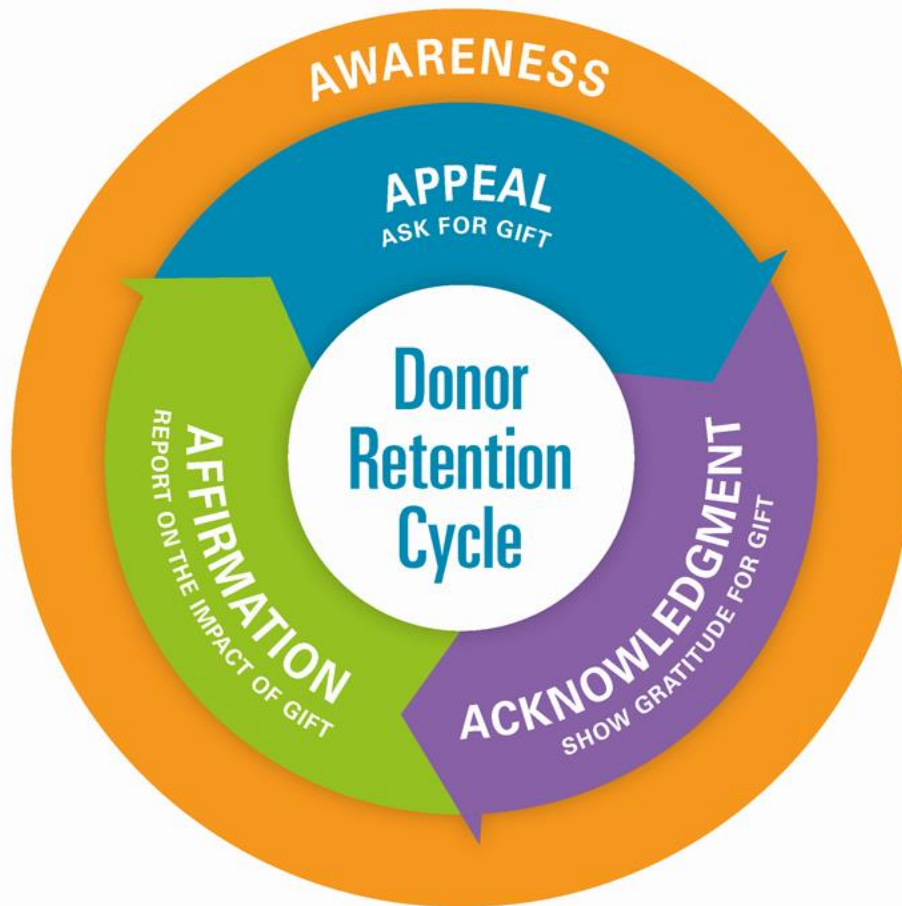 AWARENESS
APPEAL
ASK FOR GIFT
Donor
Retention
Cycle
ACKNOWLEDGMENT
SHOW GRATITUDE FOR GIFT
AFFIRMATION
REPORT ON THE IMPACT OF GIFT